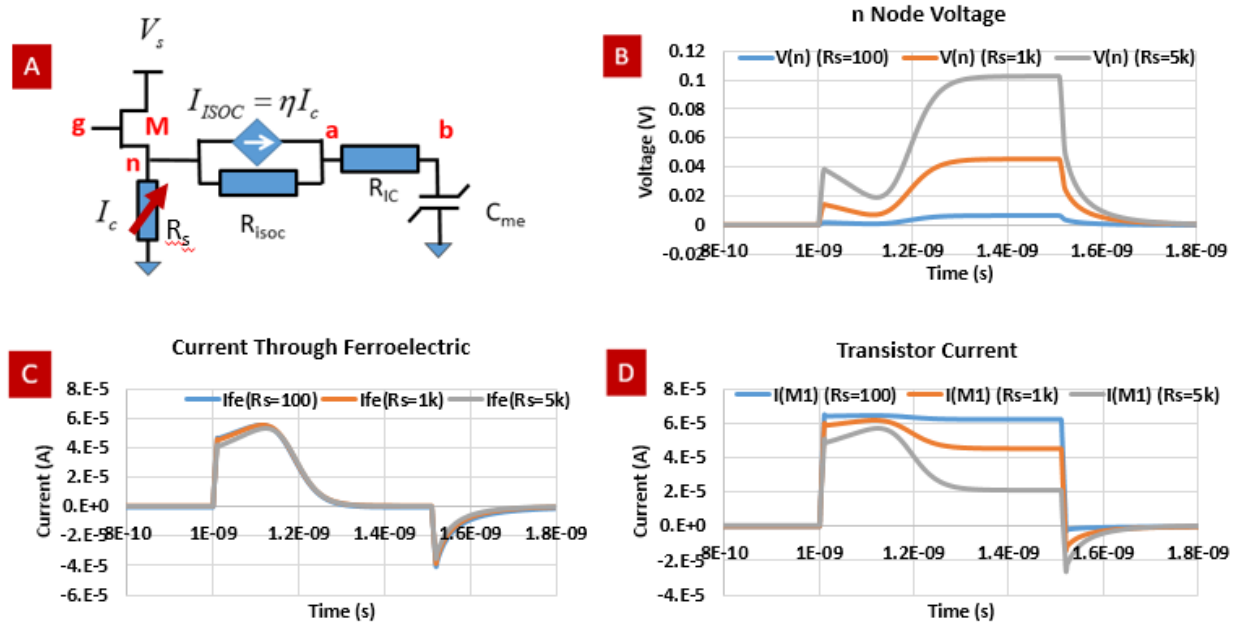 A
V_s
g
M
n
I_c
R_s
I_ISOC = ηI_c
R_isoc
a
R_IC
b
C_me
B
n Node Voltage
V(n) (Rs=100) V(n) (Rs=1k) V(n) (Rs=5k)
Voltage (V)
0.12
0.1
0.08
0.06
0.04
0.02
0
-0.02
8E-10 1E-09 1.2E-09 1.4E-09 1.6E-09 1.8E-09
Time (s)
C
Current Through Ferroelectric
Ife(Rs=100) Ife(Rs=1k) Ife(Rs=5k)
Current (A)
8.E-5
6.E-5
4.E-5
2.E-5
0.E+0
-2.E-5
-4.E-5
-6.E-5
8E-10 1E-09 1.2E-09 1.4E-09 1.6E-09 1.8E-09
Time (s)
D
Transistor Current
I(M1) (Rs=100) I(M1) (Rs=1k) I(M1) (Rs=5k)
Current (A)
8.E-5
6.E-5
4.E-5
2.E-5
0.E+0
-2.E-5
-4.E-5
8E-10 1E-09 1.2E-09 1.4E-09 1.6E-09 1.8E-09
Time (s)